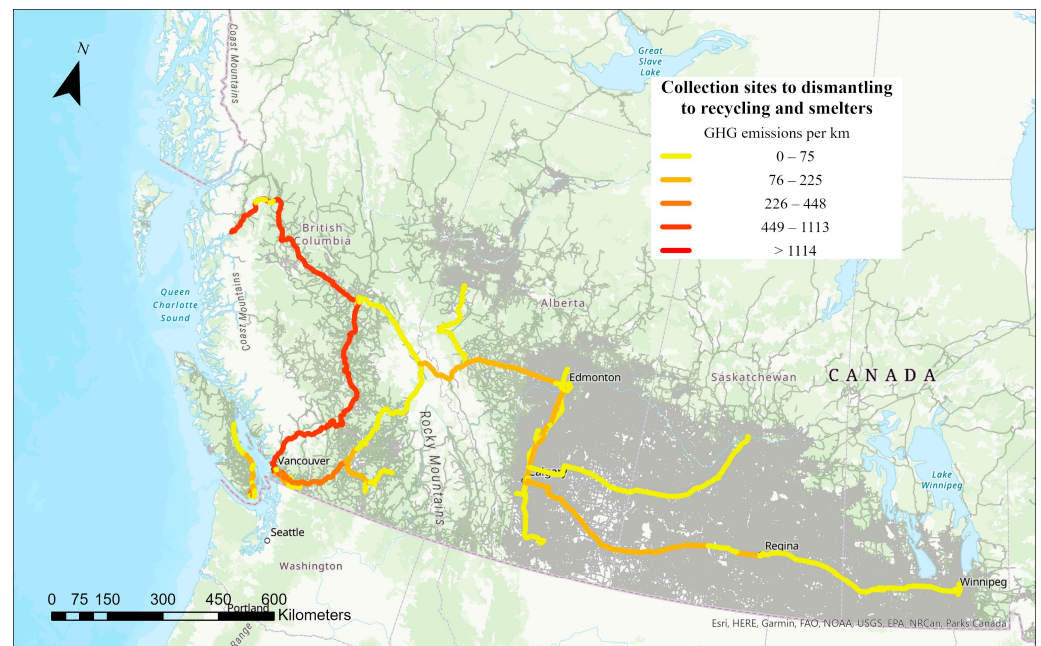 N
Coast Mountains
Great
Slave
Lake
Collection sites to dismantling
to recycling and smelters
GHG emissions per km
0 – 75
76 – 225
226 – 448
449 – 1113
> 1114
British
Columbia
Queen
Charlotte
Sound
Coast Mountains
Alberta
Edmonton
Saskatchewan
CANADA
Rocky Mountains
Vancouver
Calgary
Lake
Winnipeg
Seattle
Regina
Washington
Winnipeg
0 75 150 300 450 600
Kilometers
Portland
Range
Esri, HERE, Garmin, FAO, NOAA, USGS, EPA, NRCan, Parks Canada